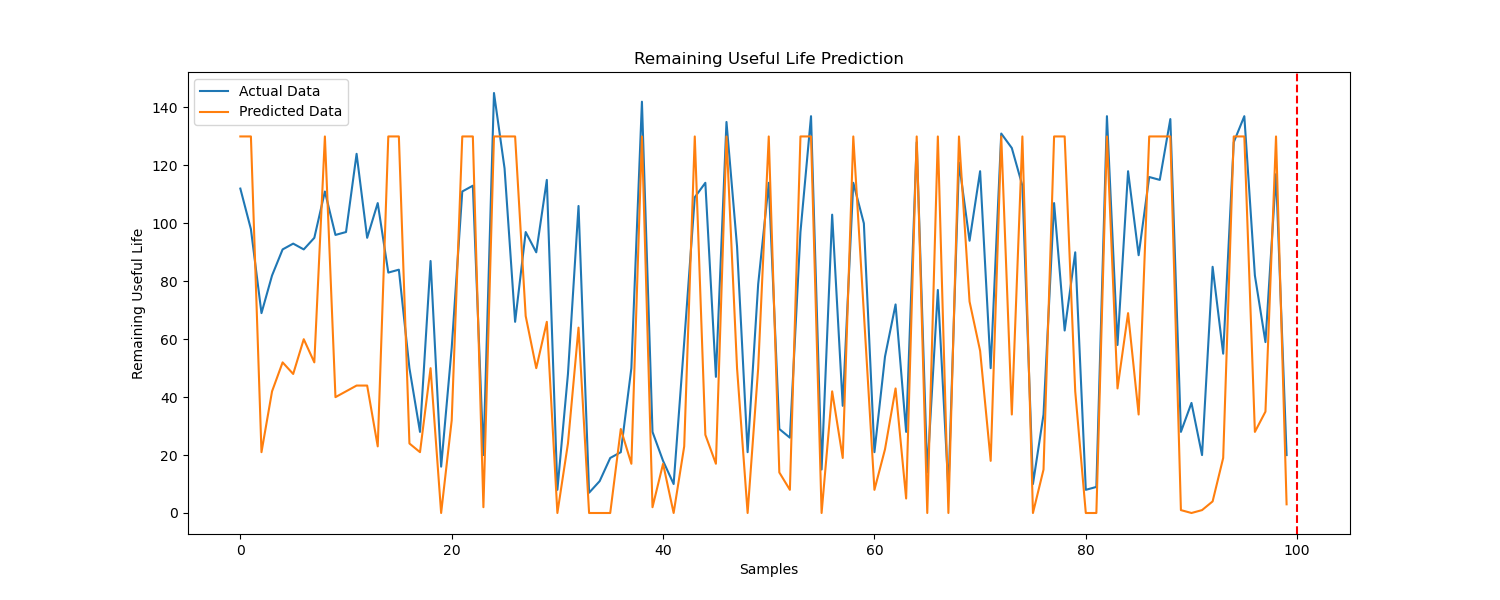 Remaining Useful Life Prediction
Actual Data
Predicted Data
Remaining Useful Life
140
120
100
80
60
40
20
0
0 20 40 60 80 100
Samples